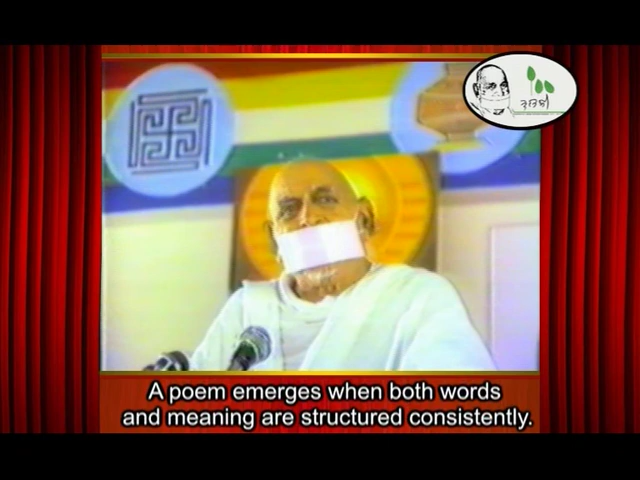 A poem emerges when both words
and meaning are structured consistently.